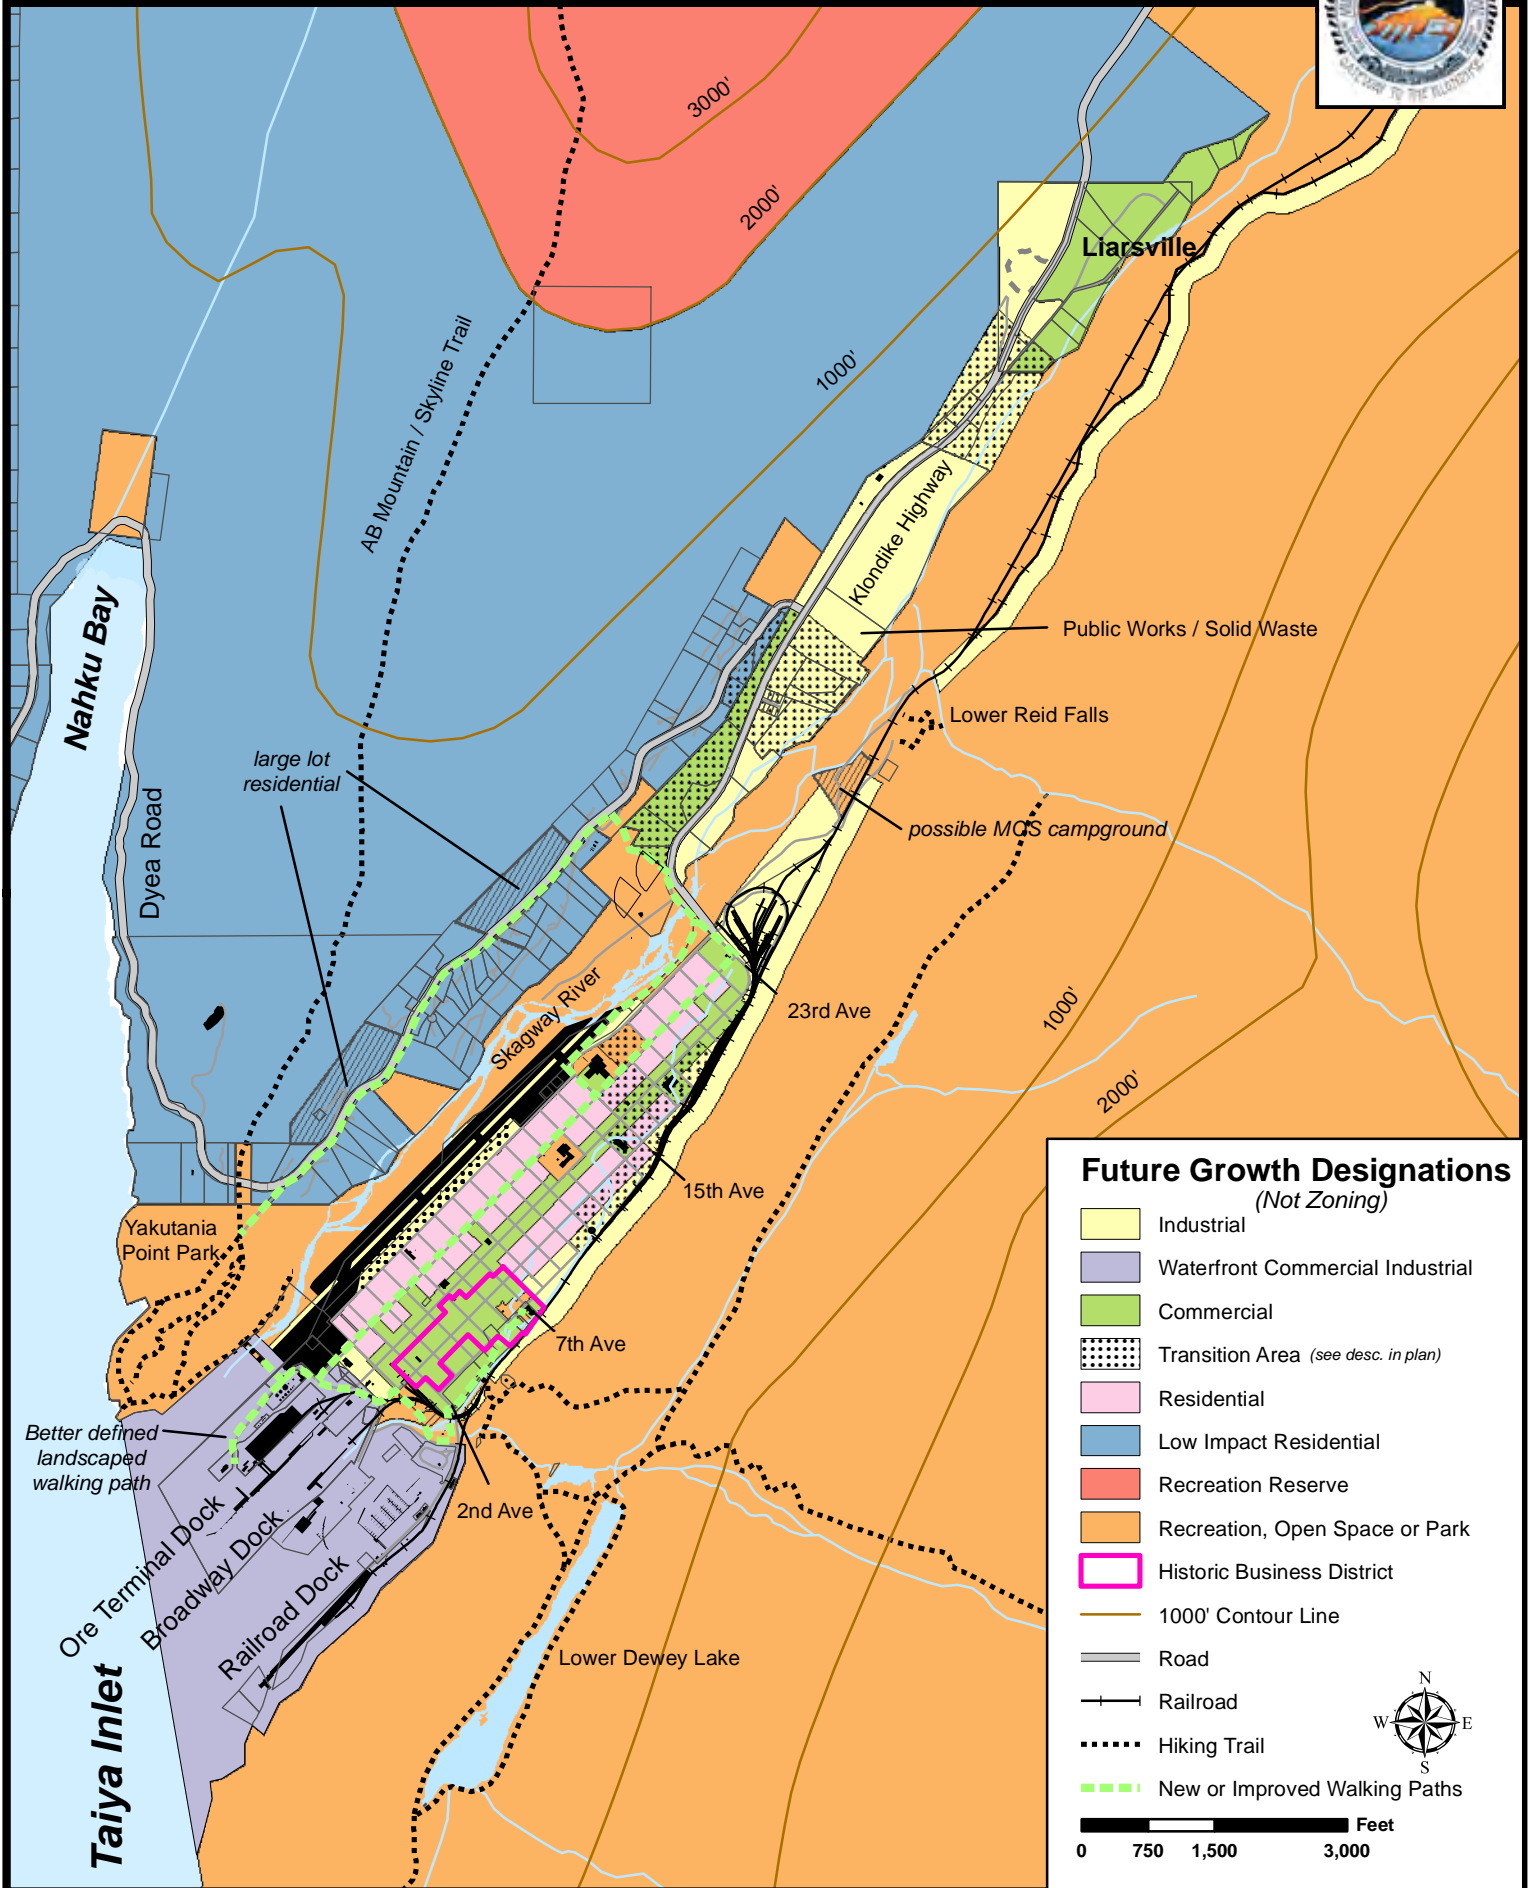 GATEWAY TO THE KLONDIKE
3000'
2000'
Liarsville
1000'
AB Mountain / Skyline Trail
Klondike Highway
Nahku Bay
Public Works / Solid Waste
Lower Reid Falls
large lot
residential
Dyea Road
possible MOS campground
Skagway River
23rd Ave
1000'
2000'
15th Ave
Yakutania
Point Park
7th Ave
Better defined
landscaped
walking path
2nd Ave
Ore Terminal Dock
Broadway Dock
Railroad Dock
Lower Dewey Lake
Taiya Inlet
Future Growth Designations
(Not Zoning)
Industrial
Waterfront Commercial Industrial
Commercial
Transition Area (see desc. in plan)
Residential
Low Impact Residential
Recreation Reserve
Recreation, Open Space or Park
Historic Business District
1000' Contour Line
Road
Railroad
Hiking Trail
New or Improved Walking Paths
N
W E
S
Feet
0 750 1,500 3,000